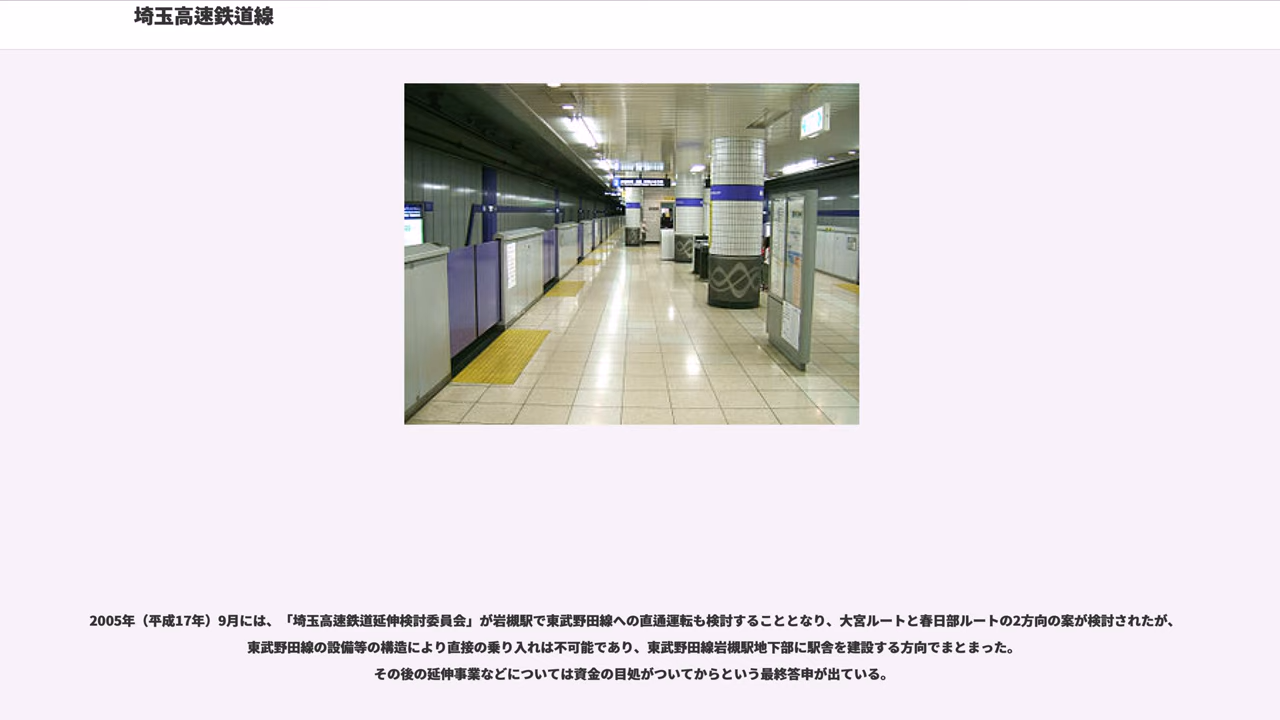 埼玉高速鉄道線
2005年（平成17年）9月には、「埼玉高速鉄道延伸検討委員会」が岩槻駅で東武野田線への直通運転も検討することとなり、大宮ルートと春日部ルートの2方向の案が検討されたが、
東武野田線の設備等の構造により直接の乗り入れは不可能であり、東武野田線岩槻駅地下部に駅舎を建設する方向でまとまった。
その後の延伸事業などについては資金の目処がついてからという最終答申が出ている。